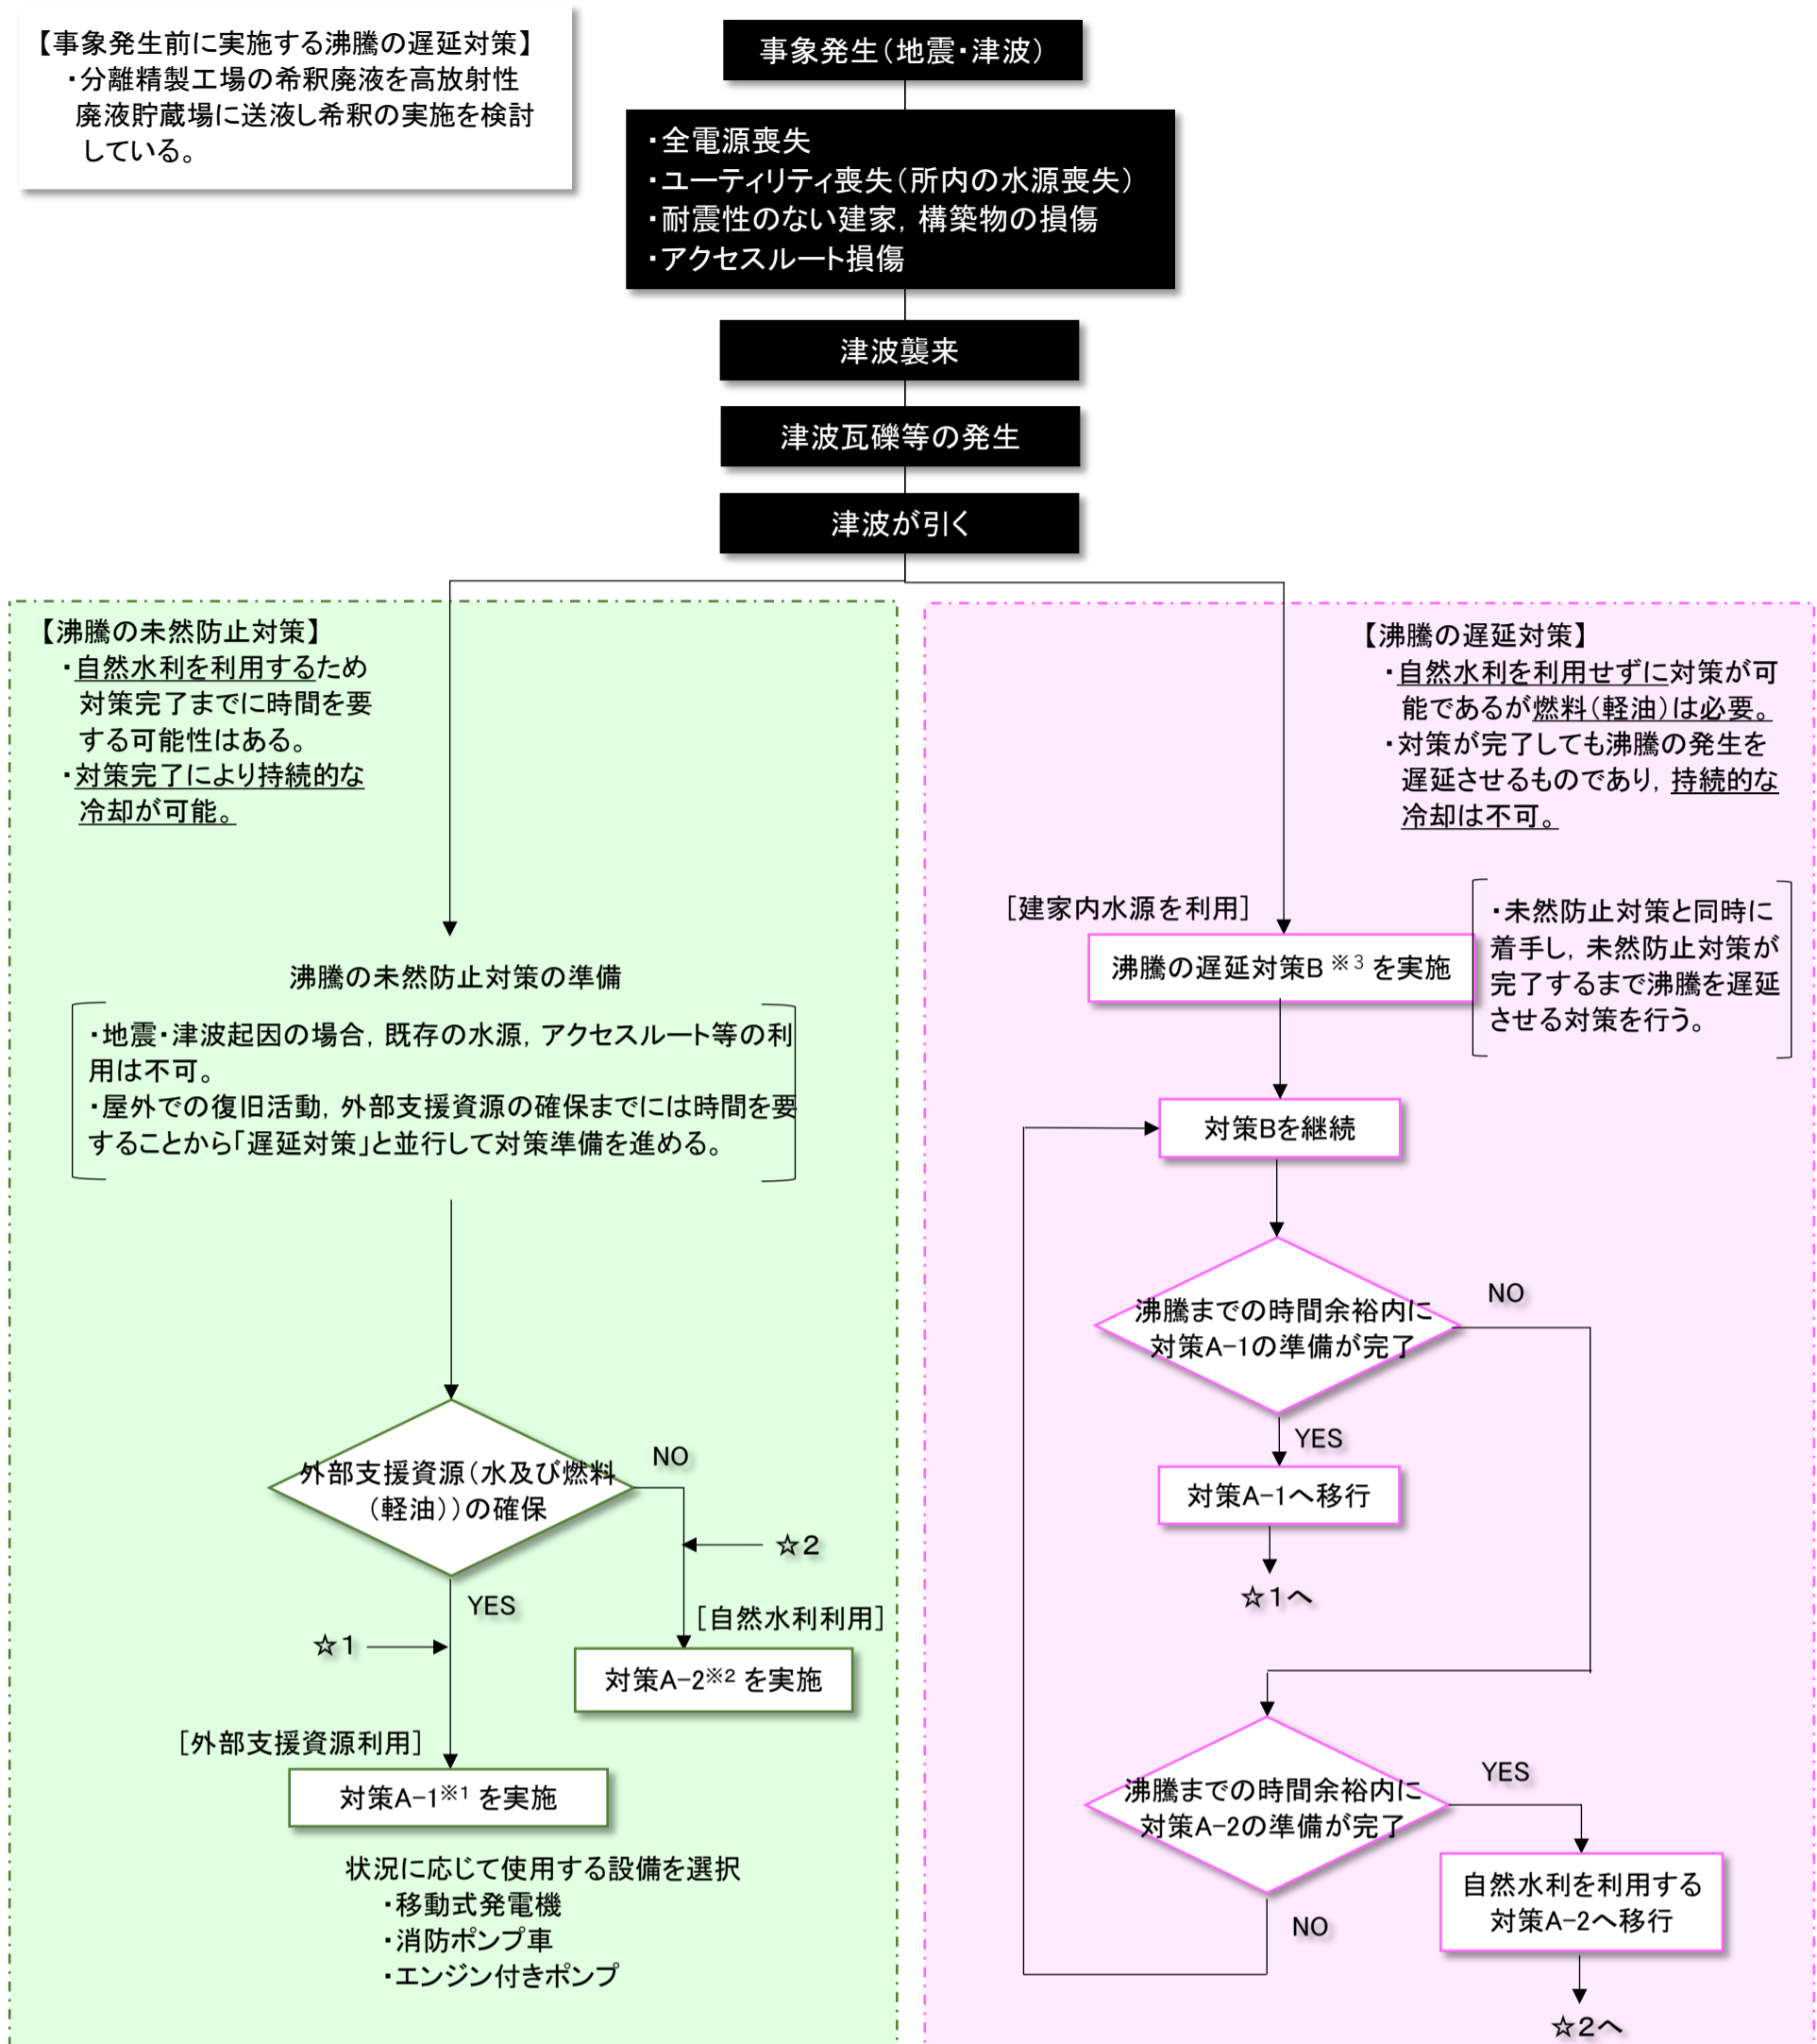 【事象発生前に実施する沸騰の遅延対策】
・分離精製工場の希釈廃液を高放射性
廃液貯蔵場に送液し希釈の実施を検討
している。
事象発生(地震・津波)
・全電源喪失
・ユーティリティ喪失(所内の水源喪失)
・耐震性のない建家，構築物の損傷
・アクセスルート損傷
津波襲来
津波瓦礫等の発生
津波が引く
【沸騰の未然防止対策】
・自然水利を利用するため
対策完了までに時間を要
する可能性はある。
・対策完了により持続的な
冷却が可能。
沸騰の未然防止対策の準備
・地震・津波起因の場合，既存の水源，アクセスルート等の利
用は不可。
・屋外での復旧活動，外部支援資源の確保までには時間を要
することから「遅延対策」と並行して対策準備を進める。
外部支援資源(水及び燃料
(軽油))の確保
NO
☆2
YES
[自然水利利用]
☆1
対策A-2※2 を実施
[外部支援資源利用]
対策A-1※1 を実施
状況に応じて使用する設備を選択
・移動式発電機
・消防ポンプ車
・エンジン付きポンプ
【沸騰の遅延対策】
・自然水利を利用せずに対策が可
能であるが燃料(軽油)は必要。
・対策が完了しても沸騰の発生を
遅延させるものであり，持続的な
冷却は不可。
[建家内水源を利用]
沸騰の遅延対策B ※3 を実施
・未然防止対策と同時に
着手し，未然防止対策が
完了するまで沸騰を遅延
させる対策を行う。
対策Bを継続
沸騰までの時間余裕内に
対策A-1の準備が完了
NO
YES
対策A-1へ移行
☆1へ
沸騰までの時間余裕内に
対策A-2の準備が完了
YES
NO
自然水利を利用する
対策A-2へ移行
☆2へ